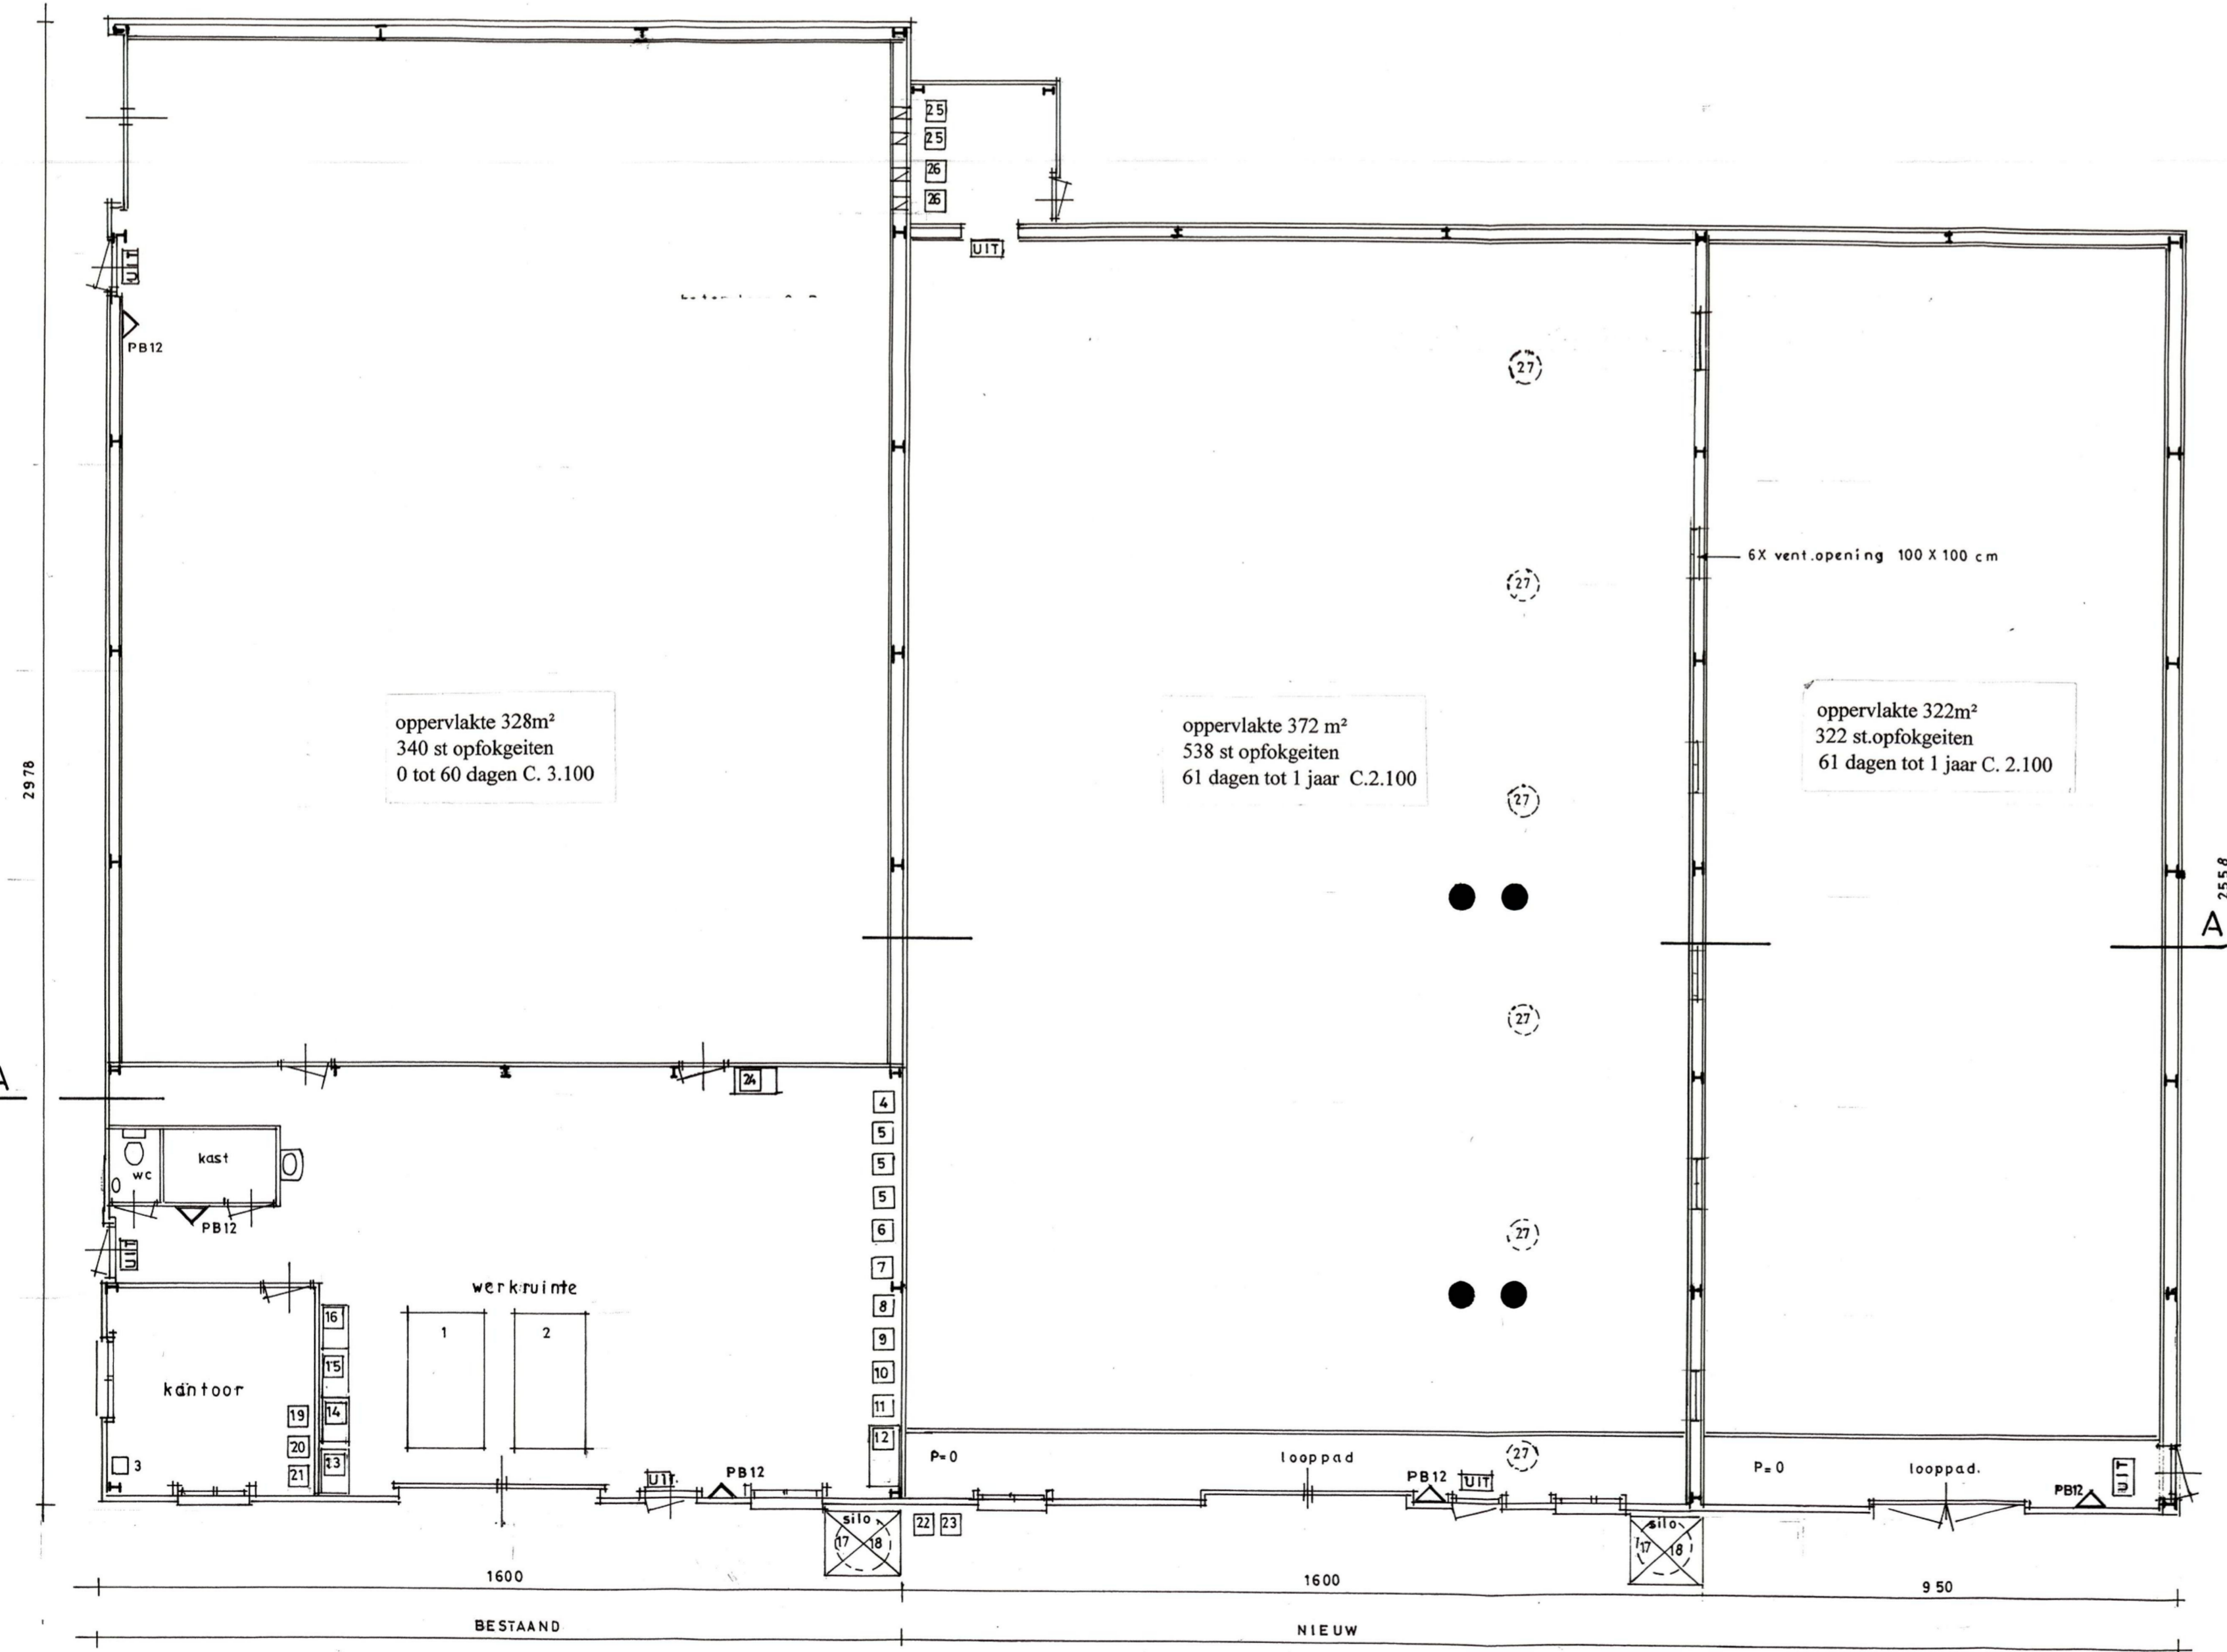 25
25
26
26
UIT
UIT
PB12
27
27
6X vent.opening 100 X 100 cm
oppervlakte 328m²
340 st opfokgeiten
0 tot 60 dagen C. 3.100
oppervlakte 372 m²
538 st opfokgeiten
61 dagen tot 1 jaar C.2.100
oppervlakte 322m²
322 st.opfokgeiten
61 dagen tot 1 jaar C. 2.100
2978
27
2558
A
27
A
24
4
5
5
5
6
7
8
9
10
11
12
wc
kast
PB12
UIT
27
werkruinte
1
2
kantoor
16
15
14
13
19
20
21
3
UIT.
PB12
P=0
looppad
27
PB12
UIT
P=0
looppad.
PB12
UIT
silo
17
18
22
23
silo
17
18
1600
1600
950
BESTAAND
NIEUW